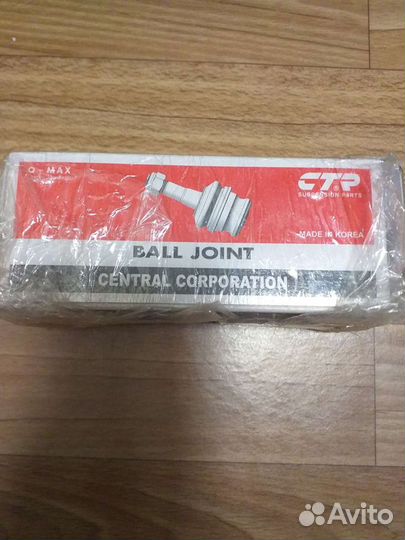 Q-MAX
CTR
SUSPENSION PARTS
MADE IN KOREA
BALL JOINT
CENTRAL CORPORATION
Avito